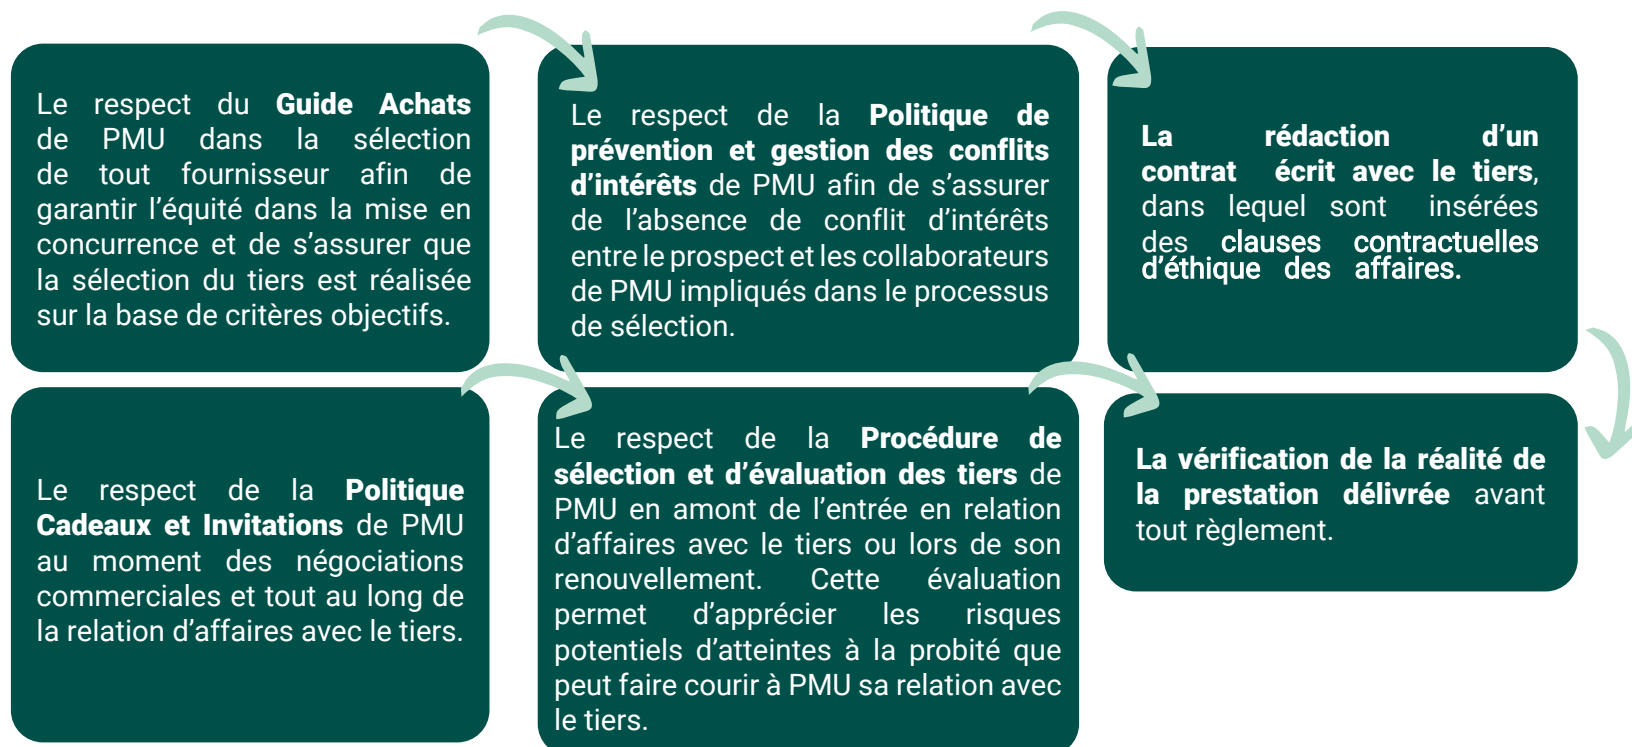 Le respect du Guide Achats
de PMU dans la sélection
de tout fournisseur afin de
garantir l’équité dans la mise en
concurrence et de s’assurer que
la sélection du tiers est réalisée
sur la base de critères objectifs.
Le respect de la Politique de
prévention et gestion des conflits
d’intérêts de PMU afin de s’assurer
de l’absence de conflit d’intérêts
entre le prospect et les collaborateurs
de PMU impliqués dans le processus
de sélection.
La rédaction d’un
contrat écrit avec le tiers,
dans lequel sont insérées
des clauses contractuelles
d’éthique des affaires.
Le respect de la Politique
Cadeaux et Invitations de PMU
au moment des négociations
commerciales et tout au long de
la relation d’affaires avec le tiers.
Le respect de la Procédure de
sélection et d’évaluation des tiers de
PMU en amont de l’entrée en relation
d’affaires avec le tiers ou lors de son
renouvellement. Cette évaluation
permet d’apprécier les risques
potentiels d’atteintes à la probité que
peut faire courir à PMU sa relation avec
le tiers.
La vérification de la réalité de
la prestation délivrée avant
tout règlement.